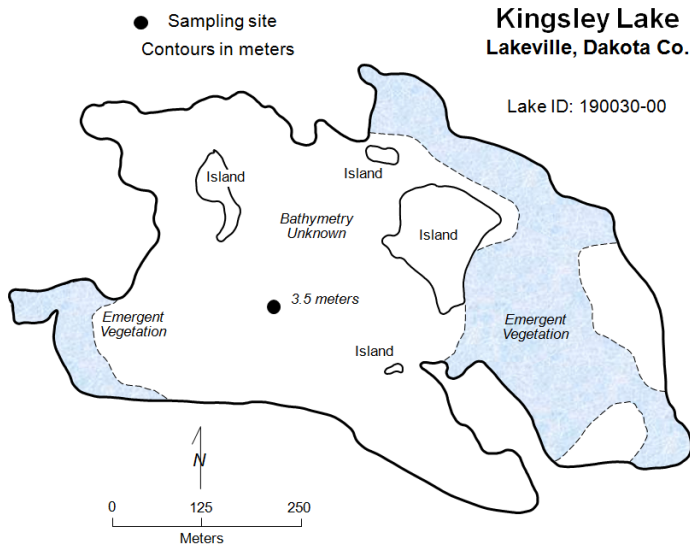 Kingsley Lake
Lakeville, Dakota Co.
Sampling site
Contours in meters
Lake ID: 190030-00
Island
Island
Bathymetry
Unknown
Island
3.5 meters
Emergent
Vegetation
Emergent
Vegetation
Island
N
0 125 250
Meters